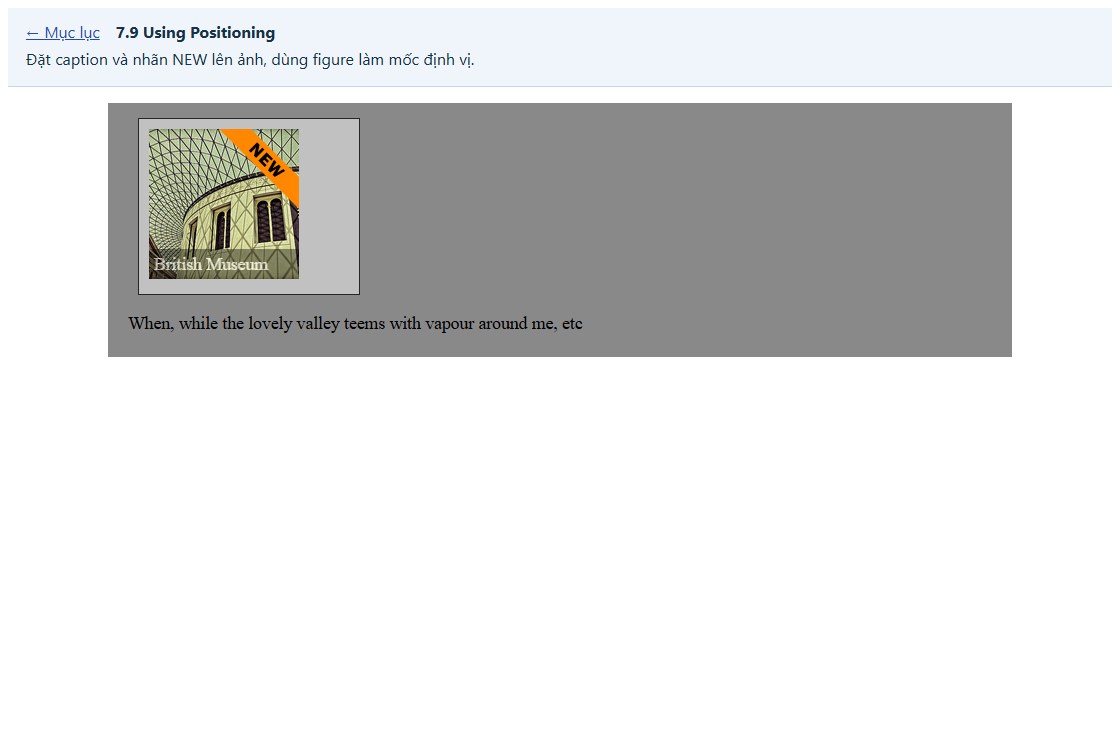 ← Mục lục 7.9 Using Positioning
Đặt caption và nhãn NEW lên ảnh, dùng figure làm mốc định vị.
NEW
British Museum
When, while the lovely valley teems with vapour around me, etc